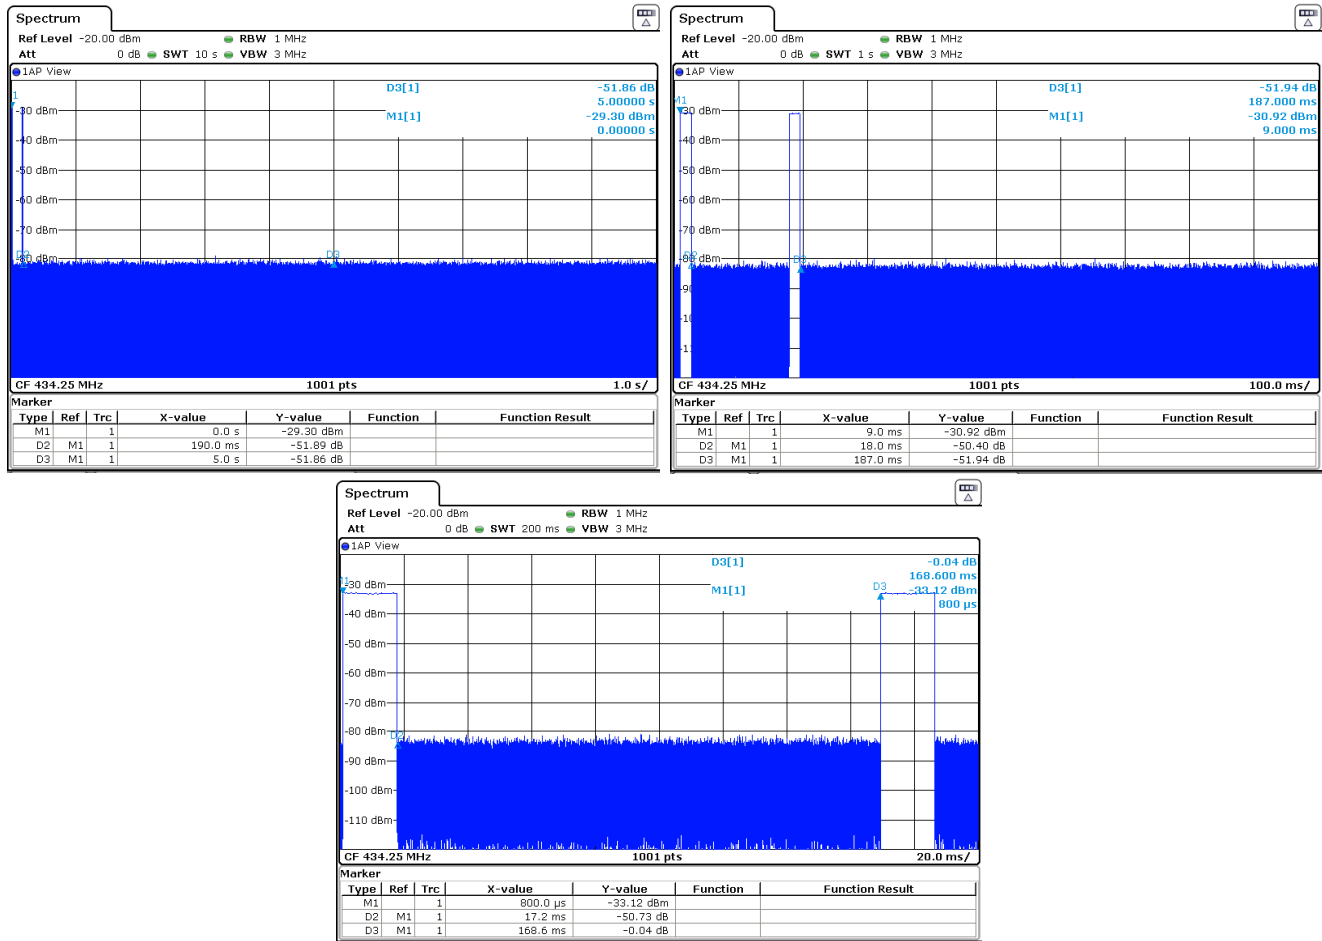 Spectrum
Ref Level -20.00 dBm RBW 1 MHz
Att 0 dB SWT 10 s VBW 3 MHz
1AP View
D3[1] -51.86 dB
5.00000 s
M1[1] -29.30 dBm
0.00000 s
1
-30 dBm
-40 dBm
-50 dBm
-60 dBm
-70 dBm
D3
CF 434.25 MHz 1001 pts 1.0 s/
Marker
Type Ref Trc X-value Y-value Function Function Result
M1 1 0.0 s -29.30 dBm
D2 M1 1 190.0 ms -51.89 dB
D3 M1 1 5.0 s -51.86 dB
Spectrum
Ref Level -20.00 dBm RBW 1 MHz
Att 0 dB SWT 1 s VBW 3 MHz
1AP View
D3[1] -51.94 dB
187.000 ms
M1[1] -30.92 dBm
9.000 ms
M1
-30 dBm
-40 dBm
-50 dBm
-60 dBm
-70 dBm
CF 434.25 MHz 1001 pts 100.0 ms/
Marker
Type Ref Trc X-value Y-value Function Function Result
M1 1 9.0 ms -30.92 dBm
D2 M1 1 18.0 ms -50.40 dB
D3 M1 1 187.0 ms -51.94 dB
Spectrum
Ref Level -20.00 dBm RBW 1 MHz
Att 0 dB SWT 200 ms VBW 3 MHz
1AP View
D3[1] -0.04 dB
168.600 ms
M1[1] -33.12 dBm
800 µs
D3
-30 dBm
-40 dBm
-50 dBm
-60 dBm
-70 dBm
-80 dBm
-90 dBm
-100 dBm
-110 dBm
CF 434.25 MHz 1001 pts 20.0 ms/
Marker
Type Ref Trc X-value Y-value Function Function Result
M1 1 800.0 µs -33.12 dBm
D2 M1 1 17.2 ms -50.73 dB
D3 M1 1 168.6 ms -0.04 dB